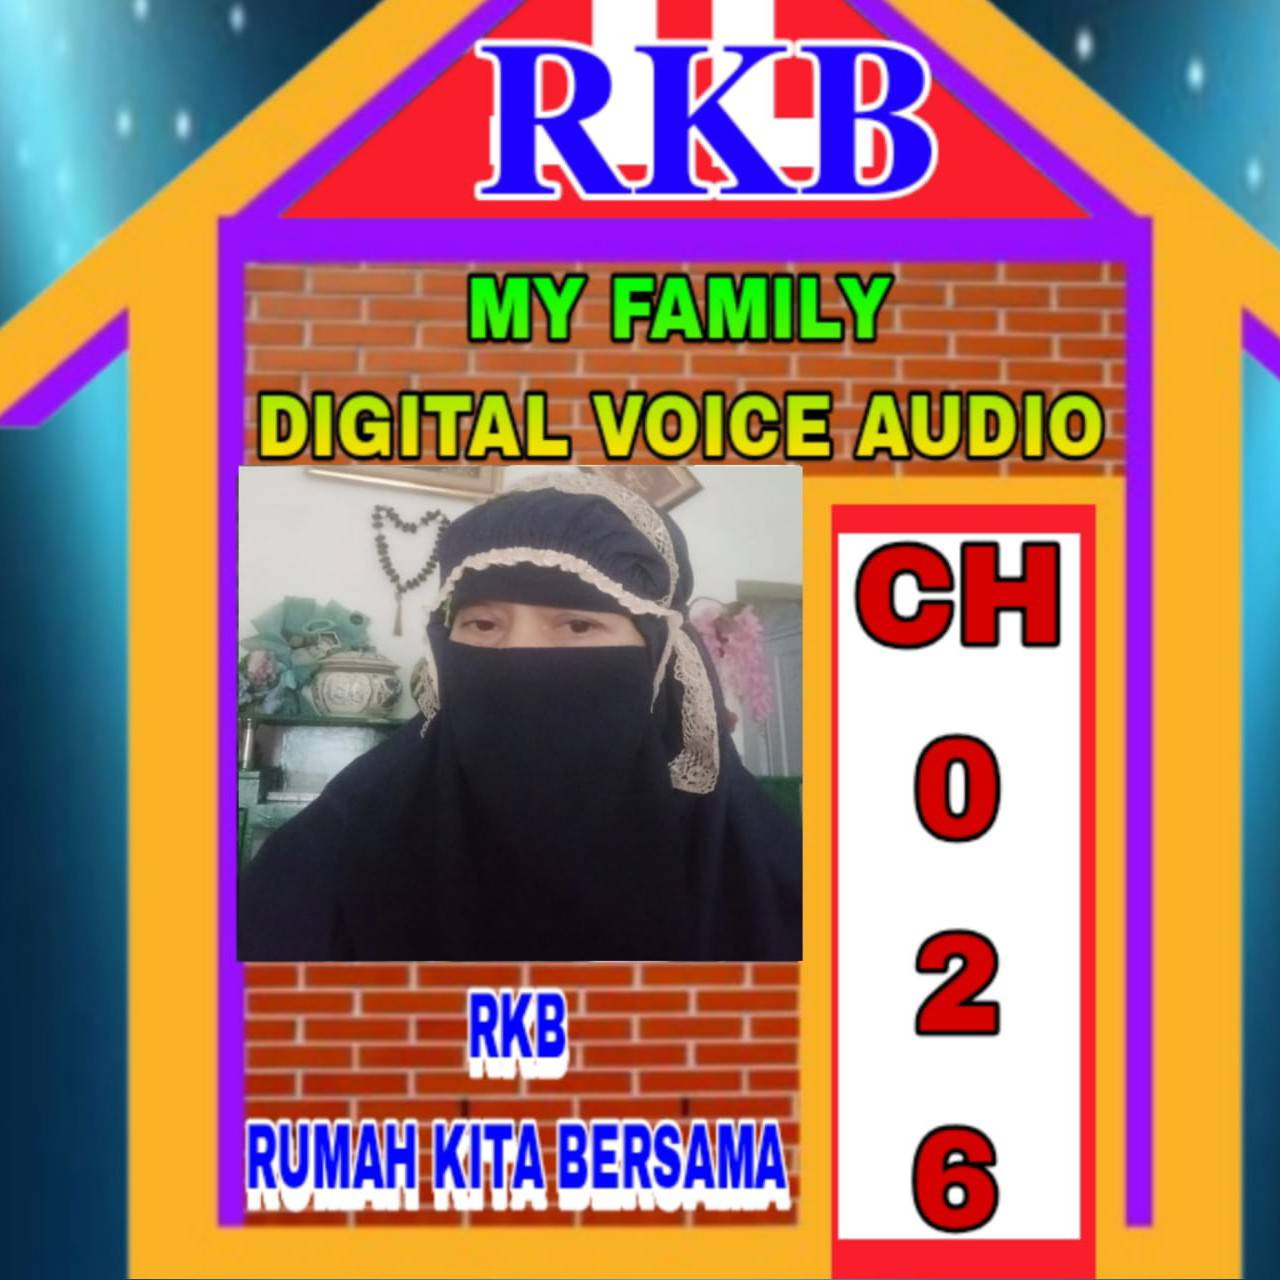 RKB
MY FAMILY
DIGITAL VOICE AUDIO
CH
0
2
6
RKB
RUMAH KITA BERSAMA